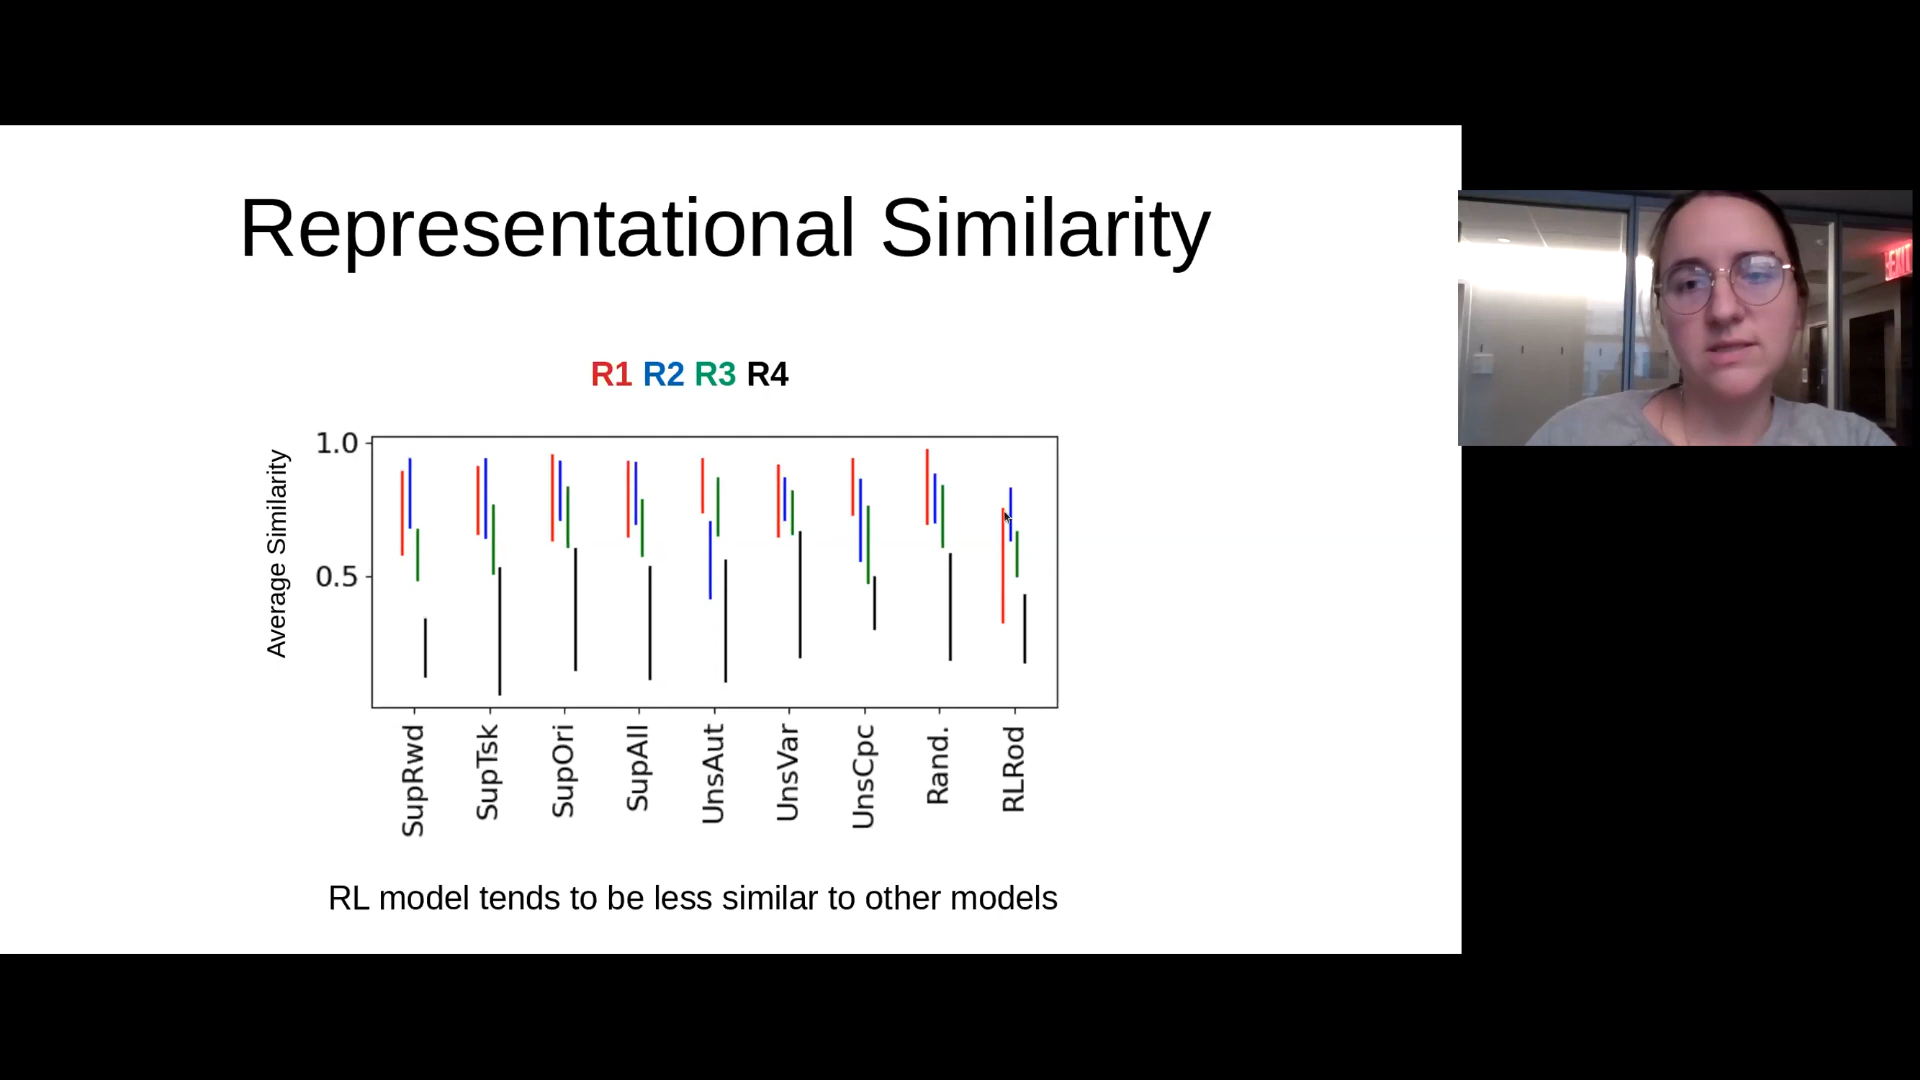 Representational Similarity
R1 R2 R3 R4
Average Similarity
1.0
0.5
SupRwd
SupTsk
SupOri
SupAll
UnsAut
UnsVar
UnsCpc
Rand.
RLRod
RL model tends to be less similar to other models
EXIT